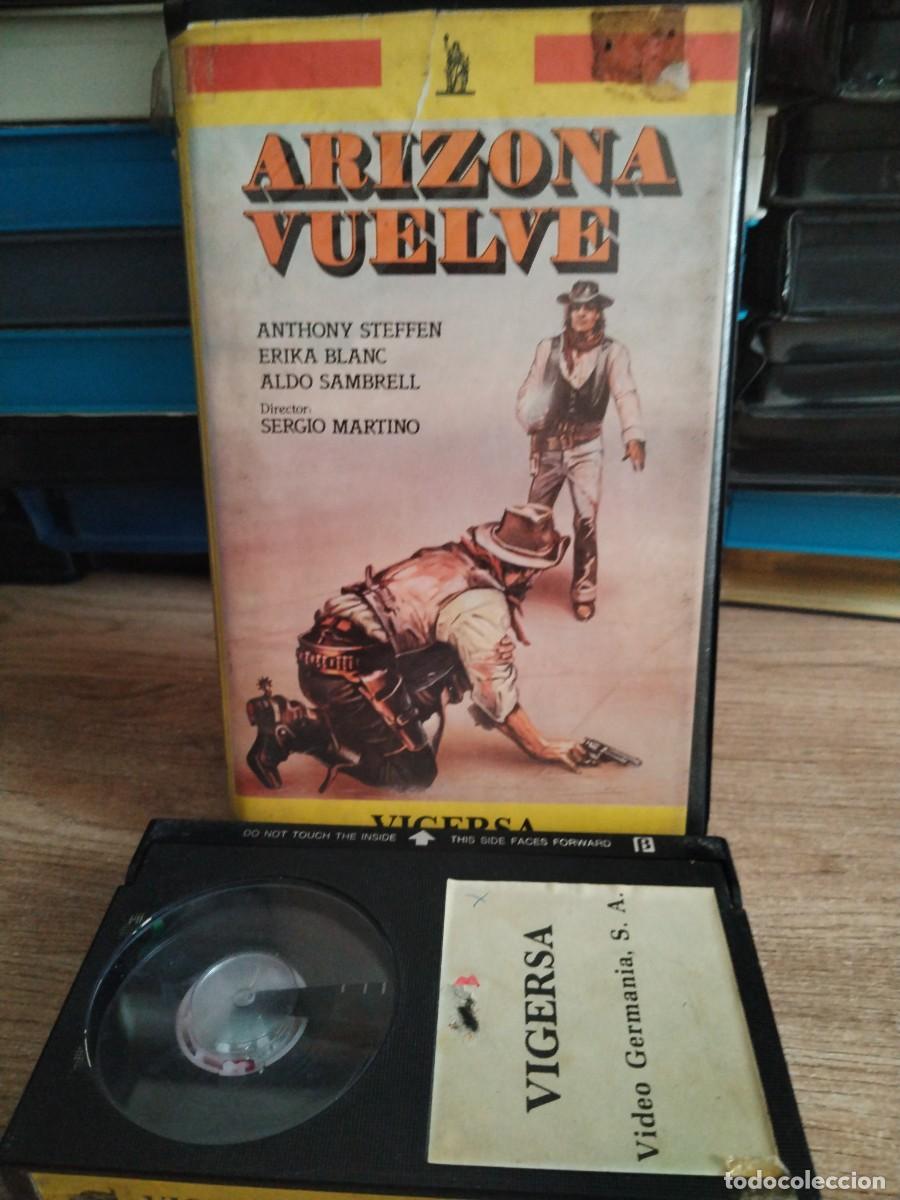 ARIZONA
VUELVE
ANTHONY STEFFEN
ERIKA BLANC
ALDO SAMBRELL
Director:
SERGIO MARTINO
VIGERSA
DO NOT TOUCH THE INSIDE THIS SIDE FACES FORWARD
VIGERSA
Video Germania, S. A.
todocoleccion